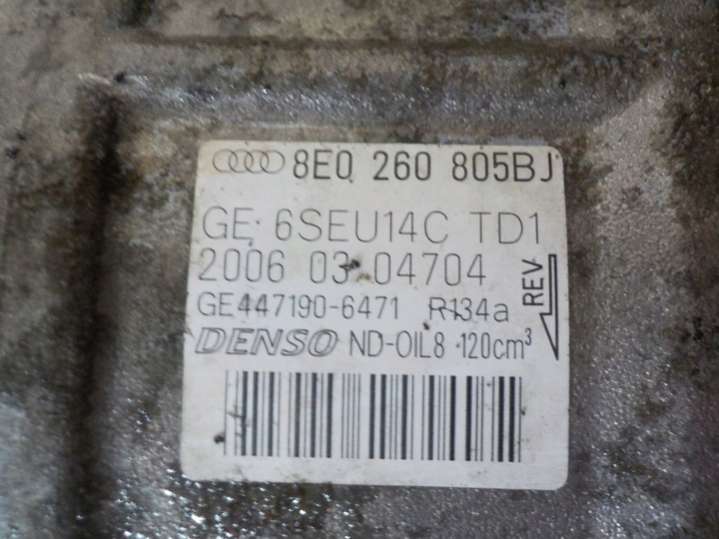 8E0 260 805BJ
GE 6SEU14C TD1
2006 03 04704
GE447190-6471 R134a
REV
DENSO ND-OIL8 120cm³